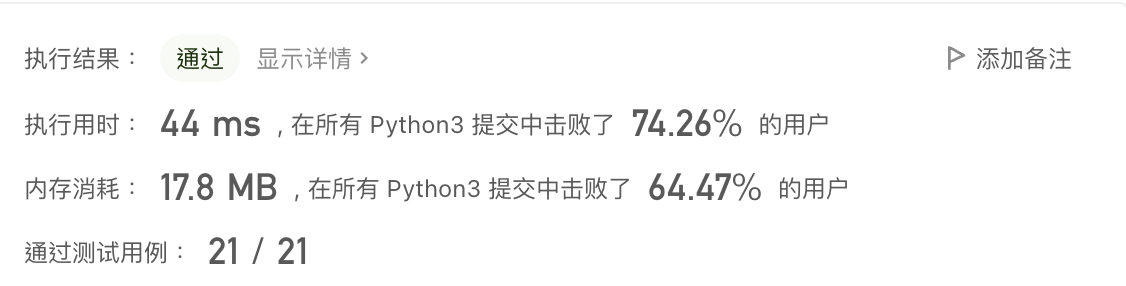 执行结果： 通过 显示详情 > 添加备注
执行用时： 44 ms , 在所有 Python3 提交中击败了 74.26% 的用户
内存消耗： 17.8 MB , 在所有 Python3 提交中击败了 64.47% 的用户
通过测试用例： 21 / 21